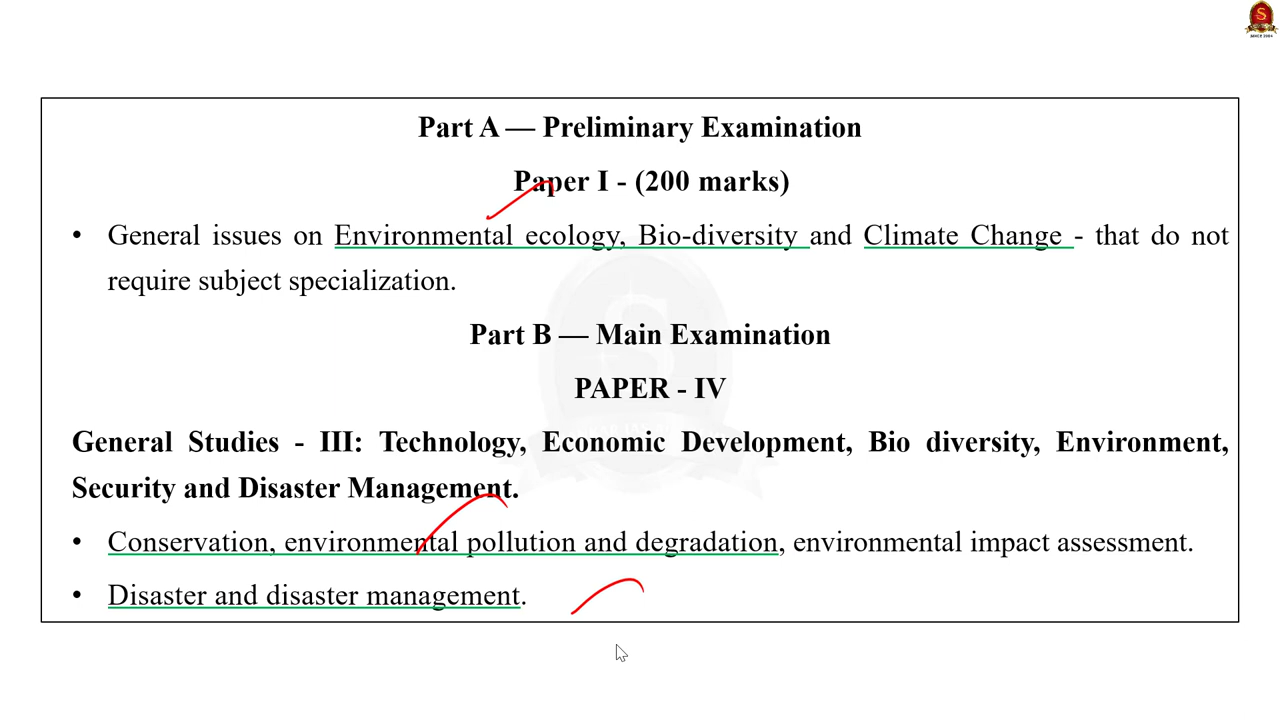 S
SINCE 2004
Part A — Preliminary Examination
Paper I - (200 marks)
• General issues on Environmental ecology, Bio-diversity and Climate Change - that do not
require subject specialization.
Part B — Main Examination
PAPER - IV
General Studies - III: Technology, Economic Development, Bio diversity, Environment,
Security and Disaster Management.
• Conservation, environmental pollution and degradation, environmental impact assessment.
• Disaster and disaster management.